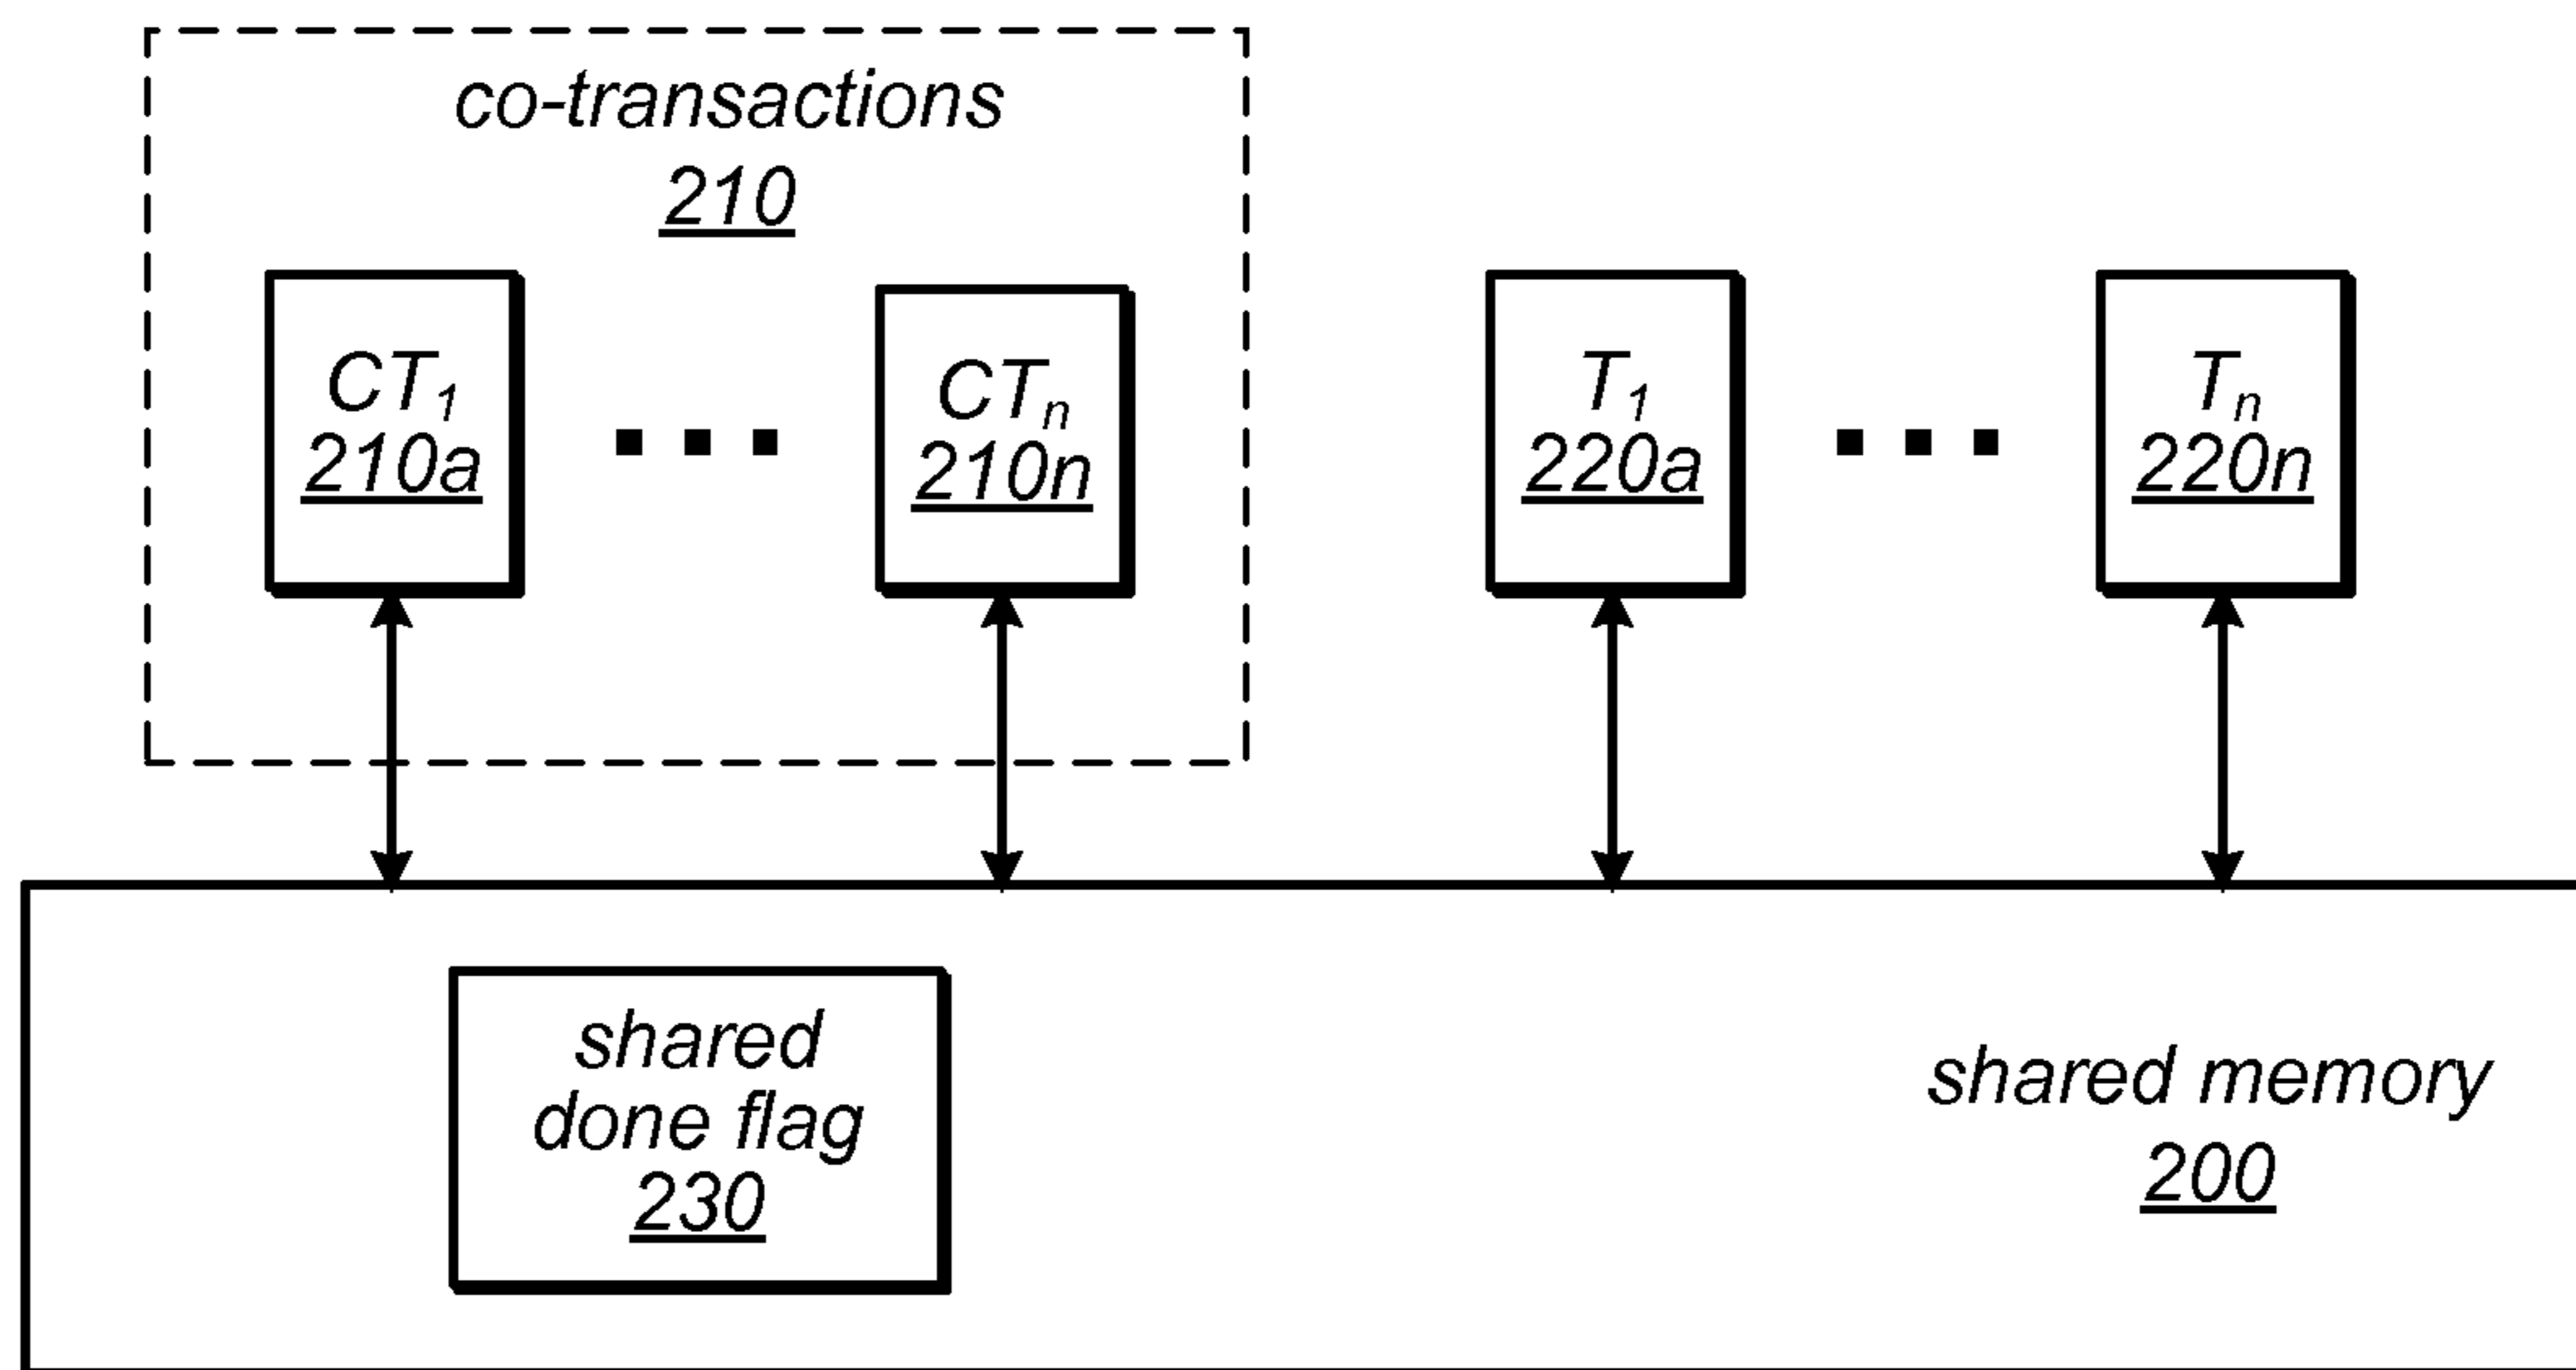 co-transactions
210
CT₁
210a
CTₙ
210n
T₁
220a
Tₙ
220n
shared
done flag
230
shared memory
200